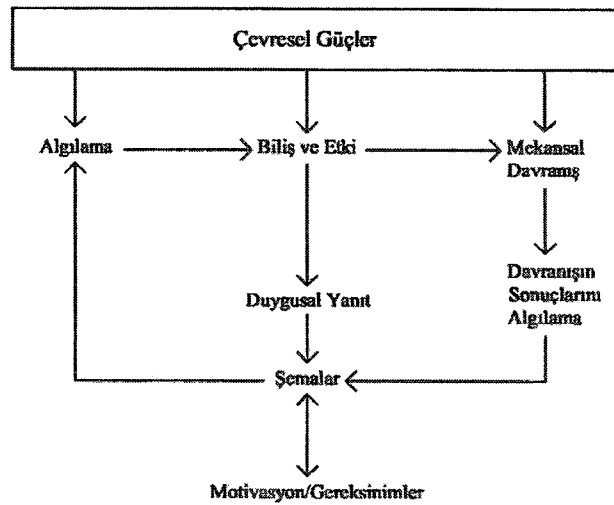 Çevresel Güçler
Algılama
Biliş ve Etki
Mekansal
Davranış
Davranışın
Sonuçlarını
Algılama
Duygusal Yanıt
Şemalar
Motivasyon/Gereksinimler